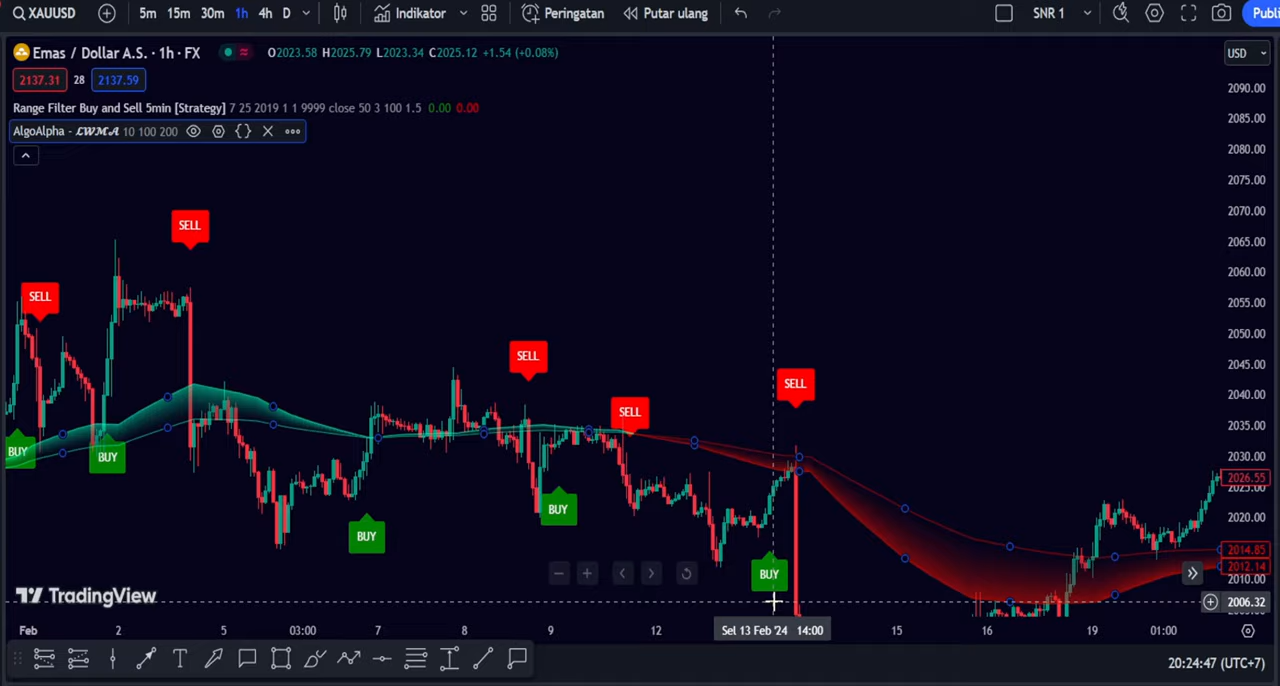 XAUUSD 5m 15m 30m 1h 4h D Indikator Peringatan Putar ulang SNR 1 Publi
Emas / Dollar A.S. · 1h · FX O2023.58 H2025.79 L2023.34 C2025.12 +1.54 (+0.08%) USD
2137.31 28 2137.59
Range Filter Buy and Sell 5min [Strategy] 7 25 2019 1 1 9999 close 50 3 100 1.5 0.00 0.00
AlgoAlpha - 𝓛𝓦𝓜𝓐 10 100 200
2090.00
2085.00
2080.00
2075.00
2070.00
SELL
2065.00
2060.00
SELL
2055.00
2050.00
SELL
2045.00
SELL
2040.00
SELL
2035.00
BUY
BUY
2030.00
2026.55
2025.00
BUY
2020.00
BUY
2014.85
2012.14
BUY
2010.00
TradingView
2006.32
Feb 2 5 03:00 7 8 9 12 Sel 13 Feb '24 14:00 15 16 19 01:00
20:24:47 (UTC+7)